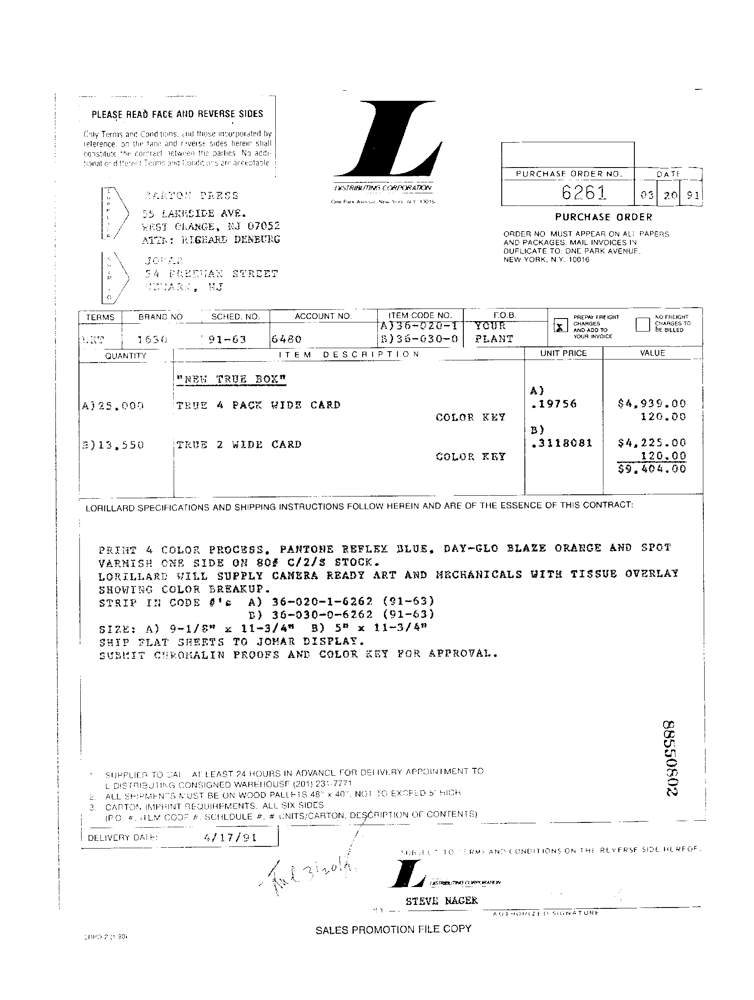 PLEASE READ FACE AND REVERSE SIDES
Only Terms and Conditions, and those incorporated by
reference, on the face and reverse sides herein shall
constitute the contract between the parties. No addi-
tional or different Terms and Conditions are acceptable
L
DISTRIBUTING CORPORATION
One Park Avenue New York, N.Y. 10016
PURCHASE ORDER NO. DATE
6261 03 20 91
PURCHASE ORDER
ORDER NO. MUST APPEAR ON ALL PAPERS
AND PACKAGES. MAIL INVOICES IN
DUPLICATE TO: ONE PARK AVENUE,
NEW YORK, N.Y. 10016
PRESS
55 LAKESIDE AVE.
WEST ORANGE, NJ 07052
ATTN: RICHARD DENBURG
JOMAR
54 FREEMAN STREET
NEWARK, NJ
TERMS BRAND NO SCHED. NO. ACCOUNT NO. ITEM CODE NO. F.O.B.
PREPAY FREIGHT CHARGES AND ADD TO YOUR INVOICE
NO FREIGHT CHARGES TO BE BILLED
X
A)36-020-1 YOUR
NET 1630 91-63 6480 B)36-030-0 PLANT
QUANTITY ITEM DESCRIPTION UNIT PRICE VALUE
"NEW TRUE BOX"
A)
A)25,000 TRUE 4 PACK WIDE CARD .19756 $4,939.00
COLOR KEY 120.00
B)
B)13,550 TRUE 2 WIDE CARD .3118081 $4,225.00
COLOR KEY 120.00
$9,404.00
LORILLARD SPECIFICATIONS AND SHIPPING INSTRUCTIONS FOLLOW HEREIN AND ARE OF THE ESSENCE OF THIS CONTRACT:
PRINT 4 COLOR PROCESS, PANTONE REFLEX BLUE, DAY-GLO BLAZE ORANGE AND SPOT
VARNISH ONE SIDE ON 80# C/2/S STOCK.
LORILLARD WILL SUPPLY CAMERA READY ART AND MECHANICALS WITH TISSUE OVERLAY
SHOWING COLOR BREAKUP.
STRIP IN CODE #'s A) 36-020-1-6262 (91-63)
B) 36-030-0-6262 (91-63)
SIZE: A) 9-1/8" x 11-3/4" B) 5" x 11-3/4"
SHIP FLAT SHEETS TO JOMAR DISPLAY.
SUBMIT CHROMALIN PROOFS AND COLOR KEY FOR APPROVAL.
88550802
1. SUPPLIER TO CALL AT LEAST 24 HOURS IN ADVANCE FOR DELIVERY APPOINTMENT TO
L DISTRIBUTING CONSIGNED WAREHOUSE (201) 231-7771
2. ALL SHIPMENTS MUST BE ON WOOD PALLETS 48" x 40", NOT TO EXCEED 5' HIGH
3. CARTON IMPRINT REQUIREMENTS, ALL SIX SIDES
(P.O. #, ITEM CODE #, SCHEDULE #, # UNITS/CARTON, DESCRIPTION OF CONTENTS)
DELIVERY DATE: 4/17/91
SUBJECT TO TERMS AND CONDITIONS ON THE REVERSE SIDE HEREOF.
L DISTRIBUTING CORPORATION
STEVE NAGER
BY
AUTHORIZED SIGNATURE
SALES PROMOTION FILE COPY